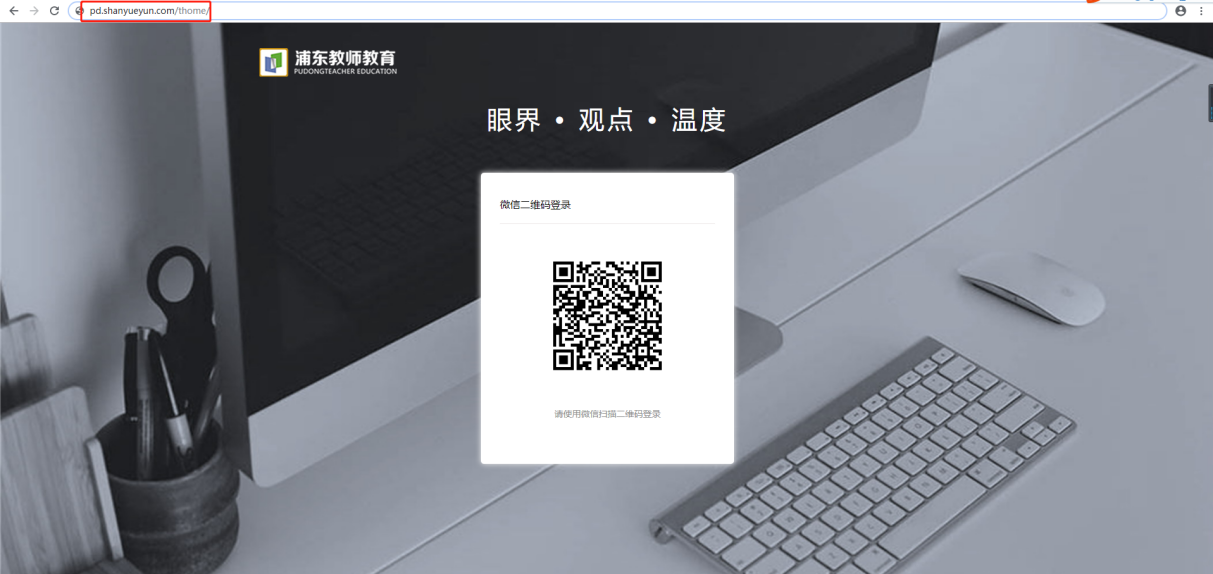 pd.shanyueyun.com/thome/
浦东教师教育
PUDONGTEACHER EDUCATION
眼界 • 观点 • 温度
微信二维码登录
请使用微信扫描二维码登录